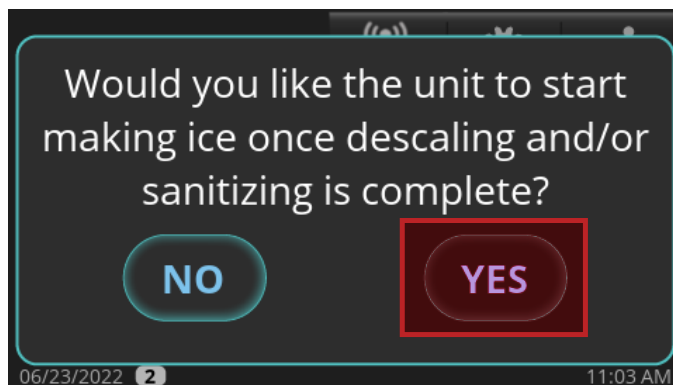 Would you like the unit to start
making ice once descaling and/or
sanitizing is complete?
NO YES
06/23/2022 2 11:03 AM